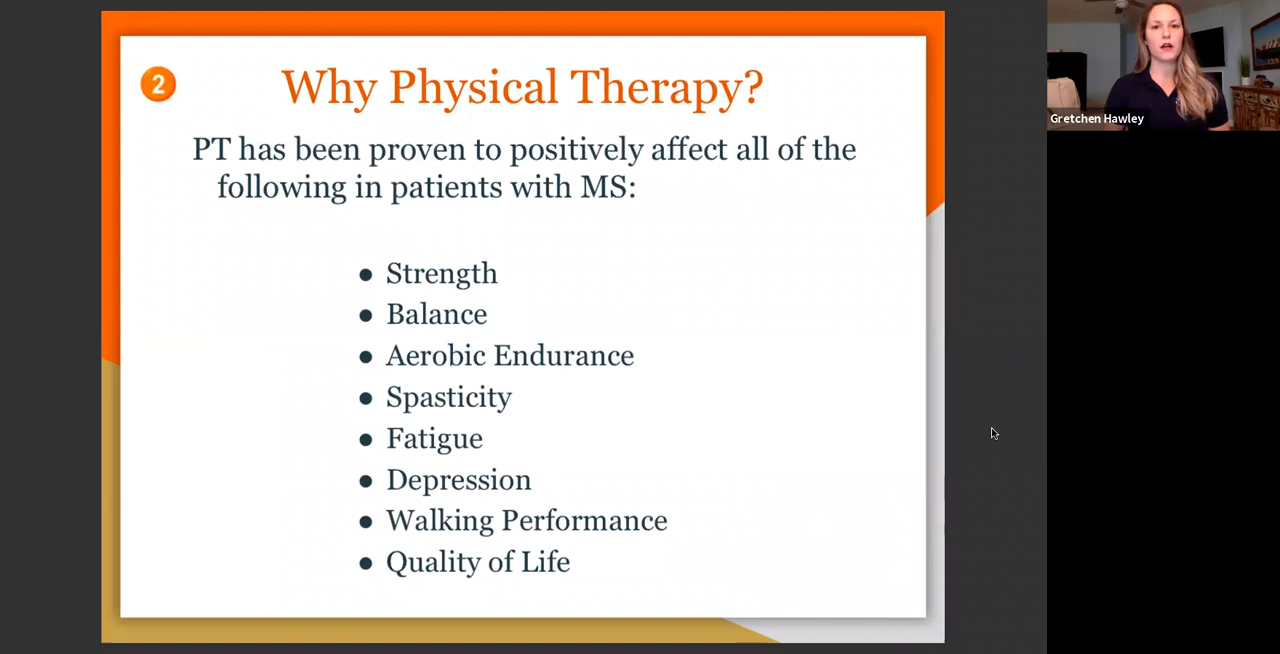 2
Why Physical Therapy?
PT has been proven to positively affect all of the
following in patients with MS:
● Strength
● Balance
● Aerobic Endurance
● Spasticity
● Fatigue
● Depression
● Walking Performance
● Quality of Life
Gretchen Hawley